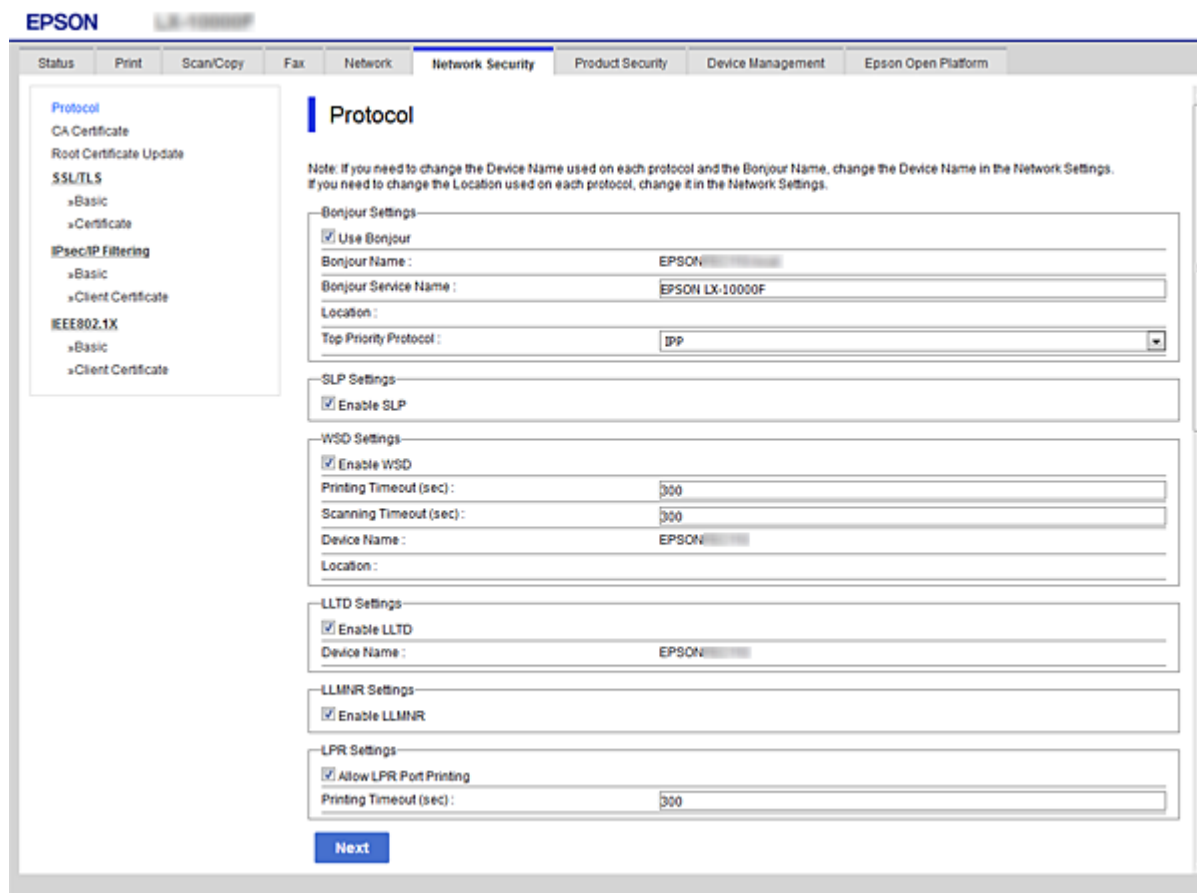 EPSON
Status Print Scan/Copy Fax Network Network Security Product Security Device Management Epson Open Platform
Protocol
CA Certificate
Root Certificate Update
SSL/TLS
»Basic
»Certificate
IPsec/IP Filtering
»Basic
»Client Certificate
IEEE802.1X
»Basic
»Client Certificate
Protocol
Note: If you need to change the Device Name used on each protocol and the Bonjour Name, change the Device Name in the Network Settings.
If you need to change the Location used on each protocol, change it in the Network Settings.
Bonjour Settings
Use Bonjour
Bonjour Name : EPSON
Bonjour Service Name : EPSON LX-10000F
Location :
Top Priority Protocol : IPP
SLP Settings
Enable SLP
WSD Settings
Enable WSD
Printing Timeout (sec) : 300
Scanning Timeout (sec) : 300
Device Name : EPSON
Location :
LLTD Settings
Enable LLTD
Device Name : EPSON
LLMNR Settings
Enable LLMNR
LPR Settings
Allow LPR Port Printing
Printing Timeout (sec) : 300
Next